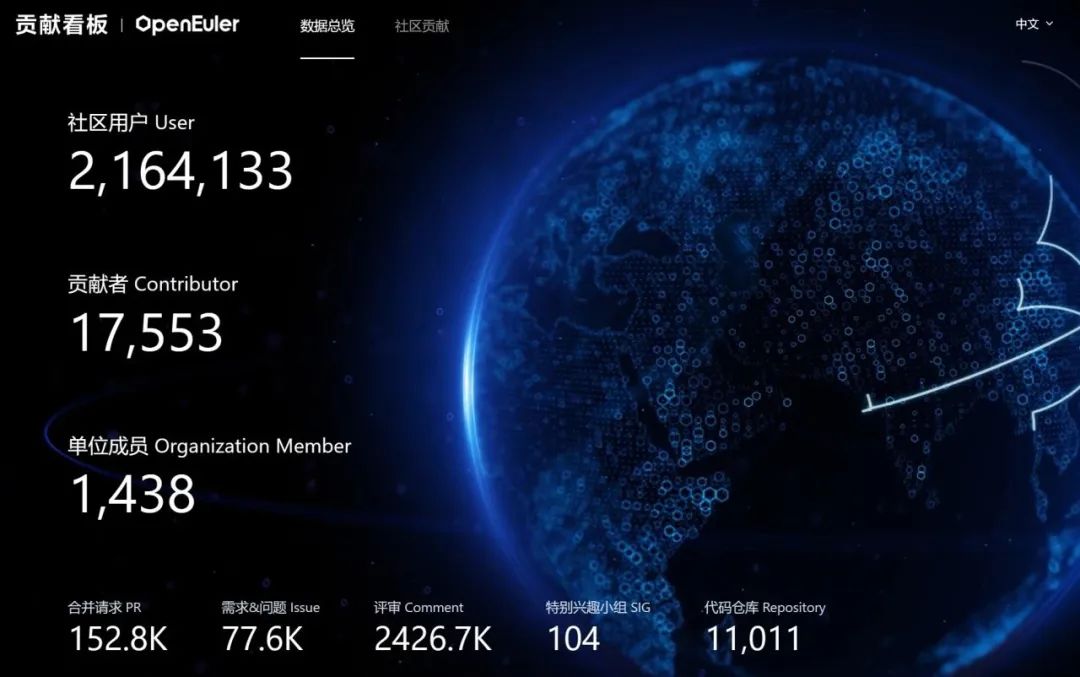 贡献看板 | OpenEuler 数据总览 社区贡献 中文
社区用户 User
2,164,133
贡献者 Contributor
17,553
单位成员 Organization Member
1,438
合并请求 PR 需求&问题 Issue 评审 Comment 特别兴趣小组 SIG 代码仓库 Repository
152.8K 77.6K 2426.7K 104 11,011